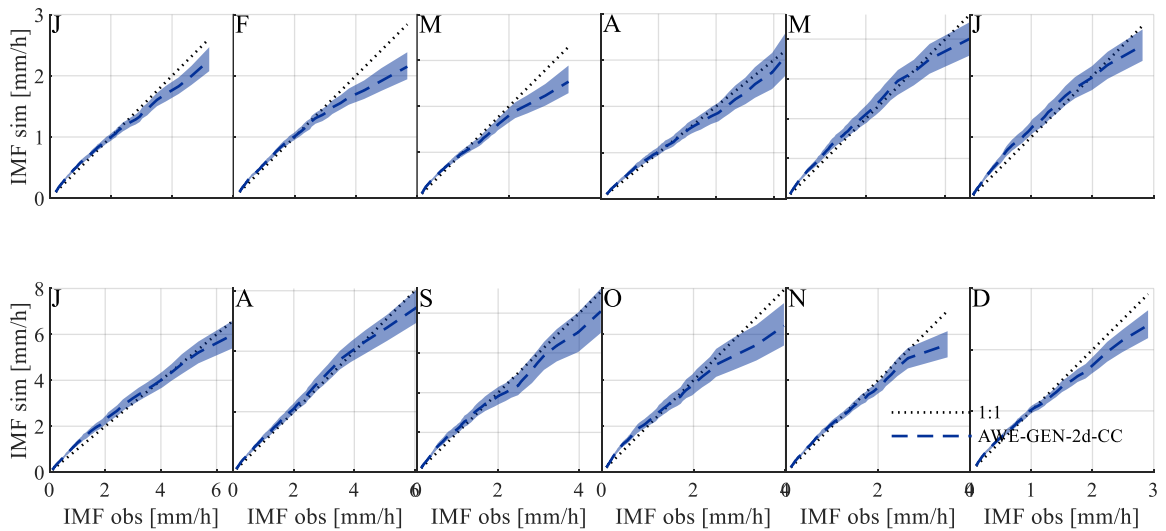 3 J F M A M J
2
1
0
IMF sim [mm/h]
8 J A S O N D
6
4
2
0
IMF sim [mm/h]
1:1
AWE-GEN-2d-CC
0 2 4 6 0 2 4 6 0 2 4 0 2 4 0 2 4 0 1 2 3
IMF obs [mm/h] IMF obs [mm/h] IMF obs [mm/h] IMF obs [mm/h] IMF obs [mm/h] IMF obs [mm/h]